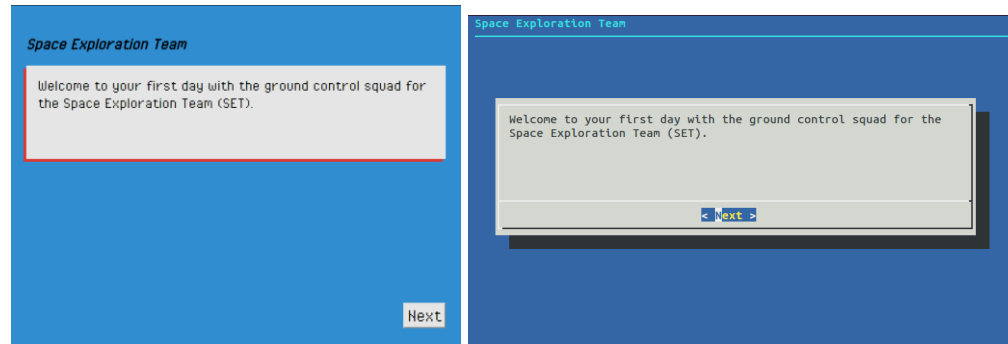 Space Exploration Team
Welcome to your first day with the ground control squad for
the Space Exploration Team (SET).
Next
Space Exploration Team
Welcome to your first day with the ground control squad for the
Space Exploration Team (SET).
< Next >